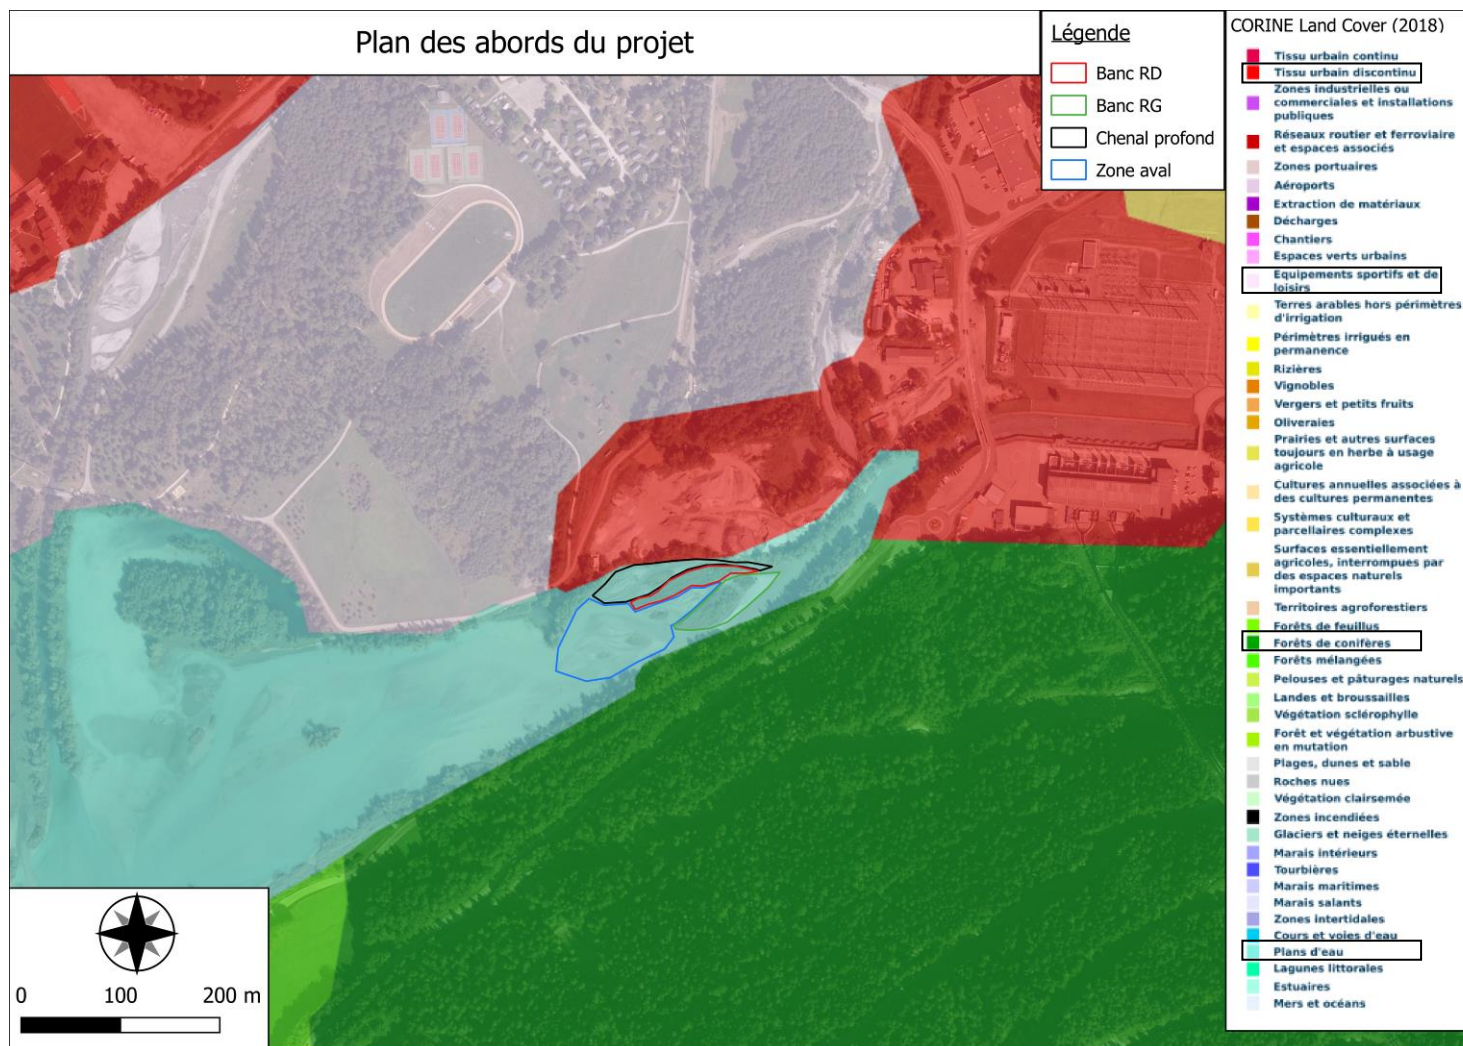 Plan des abords du projet
Légende
Banc RD
Banc RG
Chenal profond
Zone aval
CORINE Land Cover (2018)
Tissu urbain continu
Tissu urbain discontinu
Zones industrielles ou
commerciales et installations
publiques
Réseaux routier et ferroviaire
et espaces associés
Zones portuaires
Aéroports
Extraction de matériaux
Décharges
Chantiers
Espaces verts urbains
Equipements sportifs et de
loisirs
Terres arables hors périmètres
d'irrigation
Périmètres irrigués en
permanence
Rizières
Vignobles
Vergers et petits fruits
Oliveraies
Prairies et autres surfaces
toujours en herbe à usage
agricole
Cultures annuelles associées à
des cultures permanentes
Systèmes culturaux et
parcellaires complexes
Surfaces essentiellement
agricoles, interrompues par
des espaces naturels
importants
Territoires agroforestiers
Forêts de feuillus
Forêts de conifères
Forêts mélangées
Pelouses et pâturages naturels
Landes et broussailles
Végétation sclérophylle
Forêt et végétation arbustive
en mutation
Plages, dunes et sable
Roches nues
Végétation clairsemée
Zones incendiées
Glaciers et neiges éternelles
Marais intérieurs
Tourbières
Marais maritimes
Marais salants
Zones intertidales
Cours et voies d'eau
Plans d'eau
Lagunes littorales
Estuaires
Mers et océans
0 100 200 m